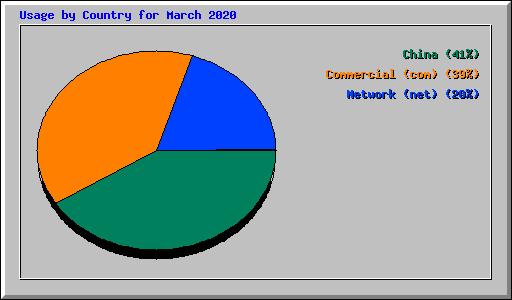 Usage by Country for March 2020
China (41%)
Commercial (com) (39%)
Network (net) (20%)